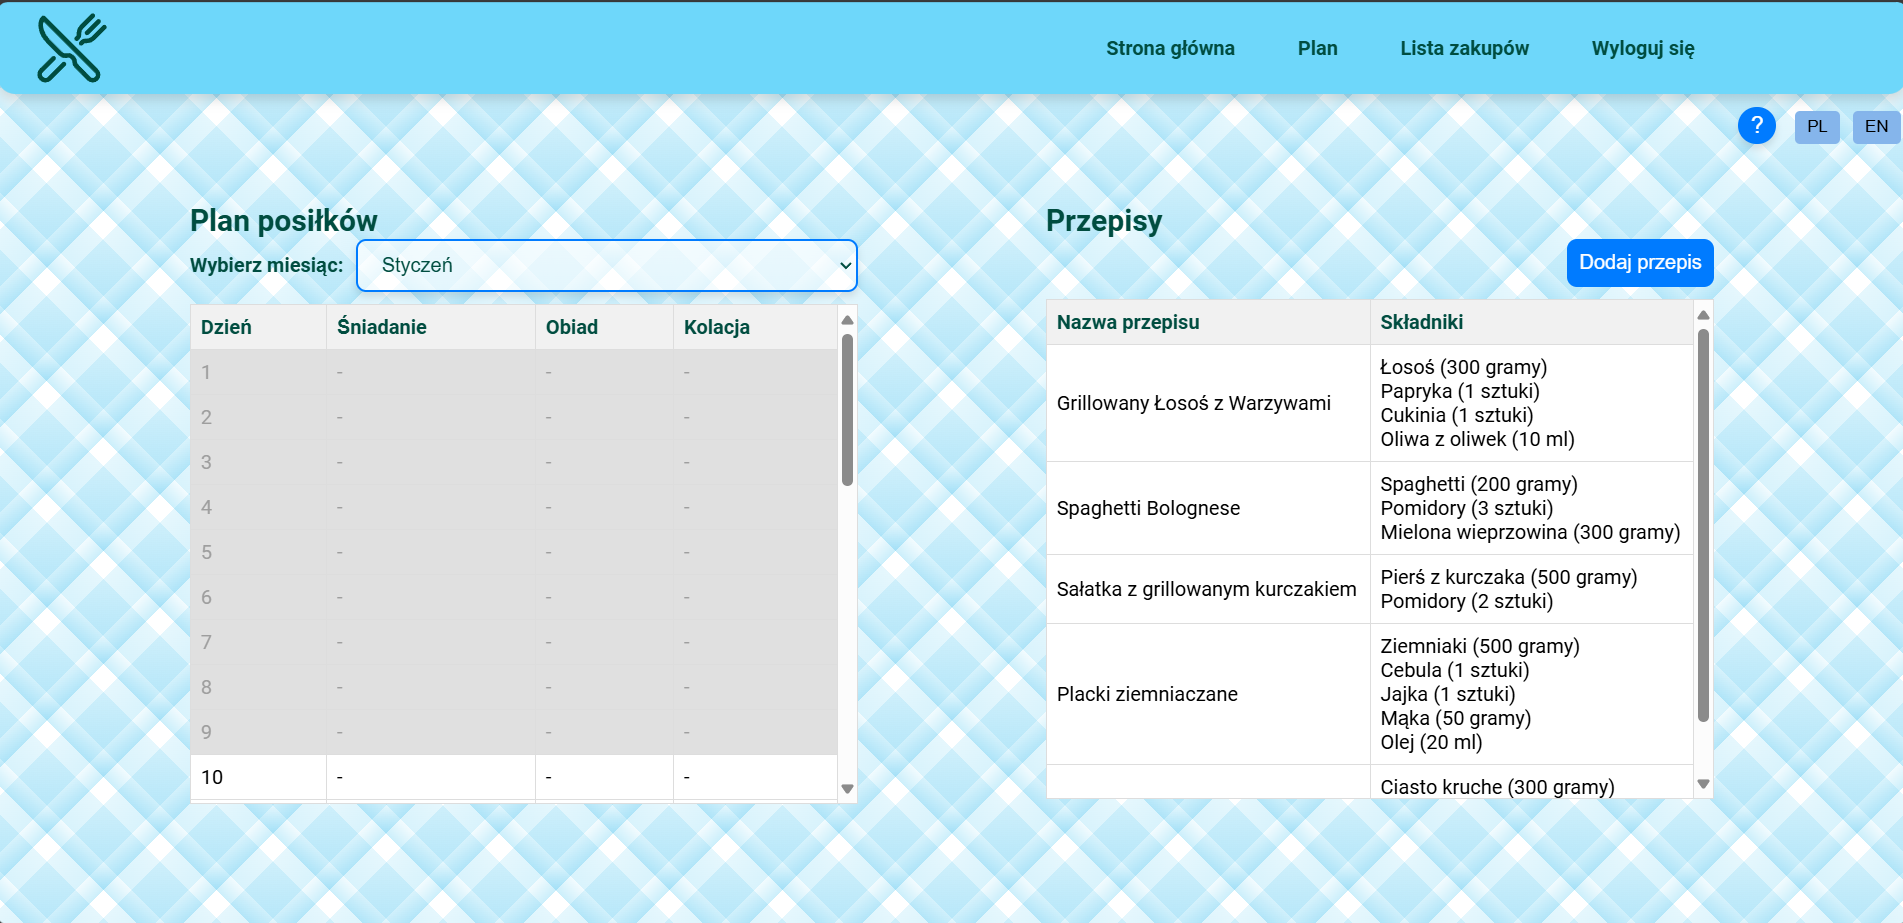 Strona główna Plan Lista zakupów Wyloguj się
? PL EN
Plan posiłków
Wybierz miesiąc: Styczeń
Dzień Śniadanie Obiad Kolacja
1 - - -
2 - - -
3 - - -
4 - - -
5 - - -
6 - - -
7 - - -
8 - - -
9 - - -
10 - - -
Przepisy
Dodaj przepis
Nazwa przepisu Składniki
Grillowany Łosoś z Warzywami
Łosoś (300 gramy)
Papryka (1 sztuki)
Cukinia (1 sztuki)
Oliwa z oliwek (10 ml)
Spaghetti Bolognese
Spaghetti (200 gramy)
Pomidory (3 sztuki)
Mielona wieprzowina (300 gramy)
Sałatka z grillowanym kurczakiem
Pierś z kurczaka (500 gramy)
Pomidory (2 sztuki)
Placki ziemniaczane
Ziemniaki (500 gramy)
Cebula (1 sztuki)
Jajka (1 sztuki)
Mąka (50 gramy)
Olej (20 ml)
Ciasto kruche (300 gramy)